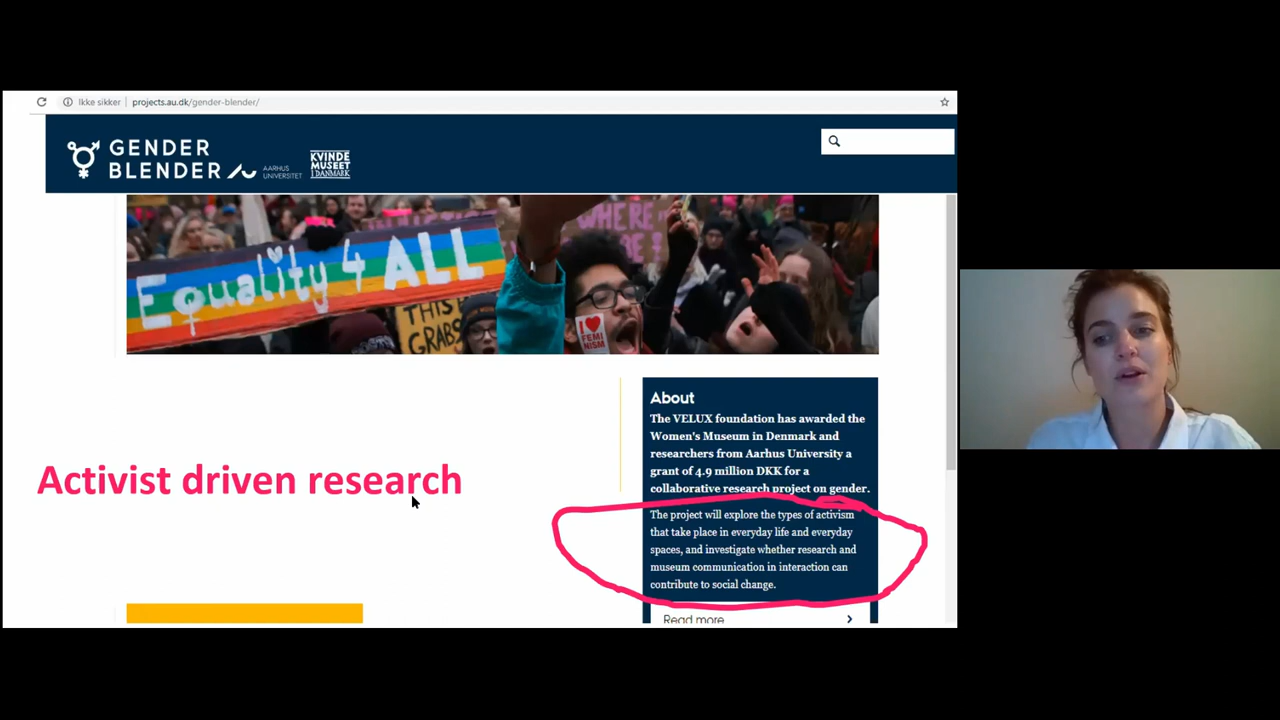 Ikke sikker | projects.au.dk/gender-blender/
GENDER
BLENDER
AARHUS
UNIVERSITET
KVINDE
MUSEET
I DANMARK
WHERE
Equality 4 ALL
THIS
GRABS
I
FEMI
NISM
About
The VELUX foundation has awarded the
Women's Museum in Denmark and
researchers from Aarhus University a
grant of 4.9 million DKK for a
collaborative research project on gender.
Activist driven research
The project will explore the types of activism
that take place in everyday life and everyday
spaces, and investigate whether research and
museum communication in interaction can
contribute to social change.
Read more